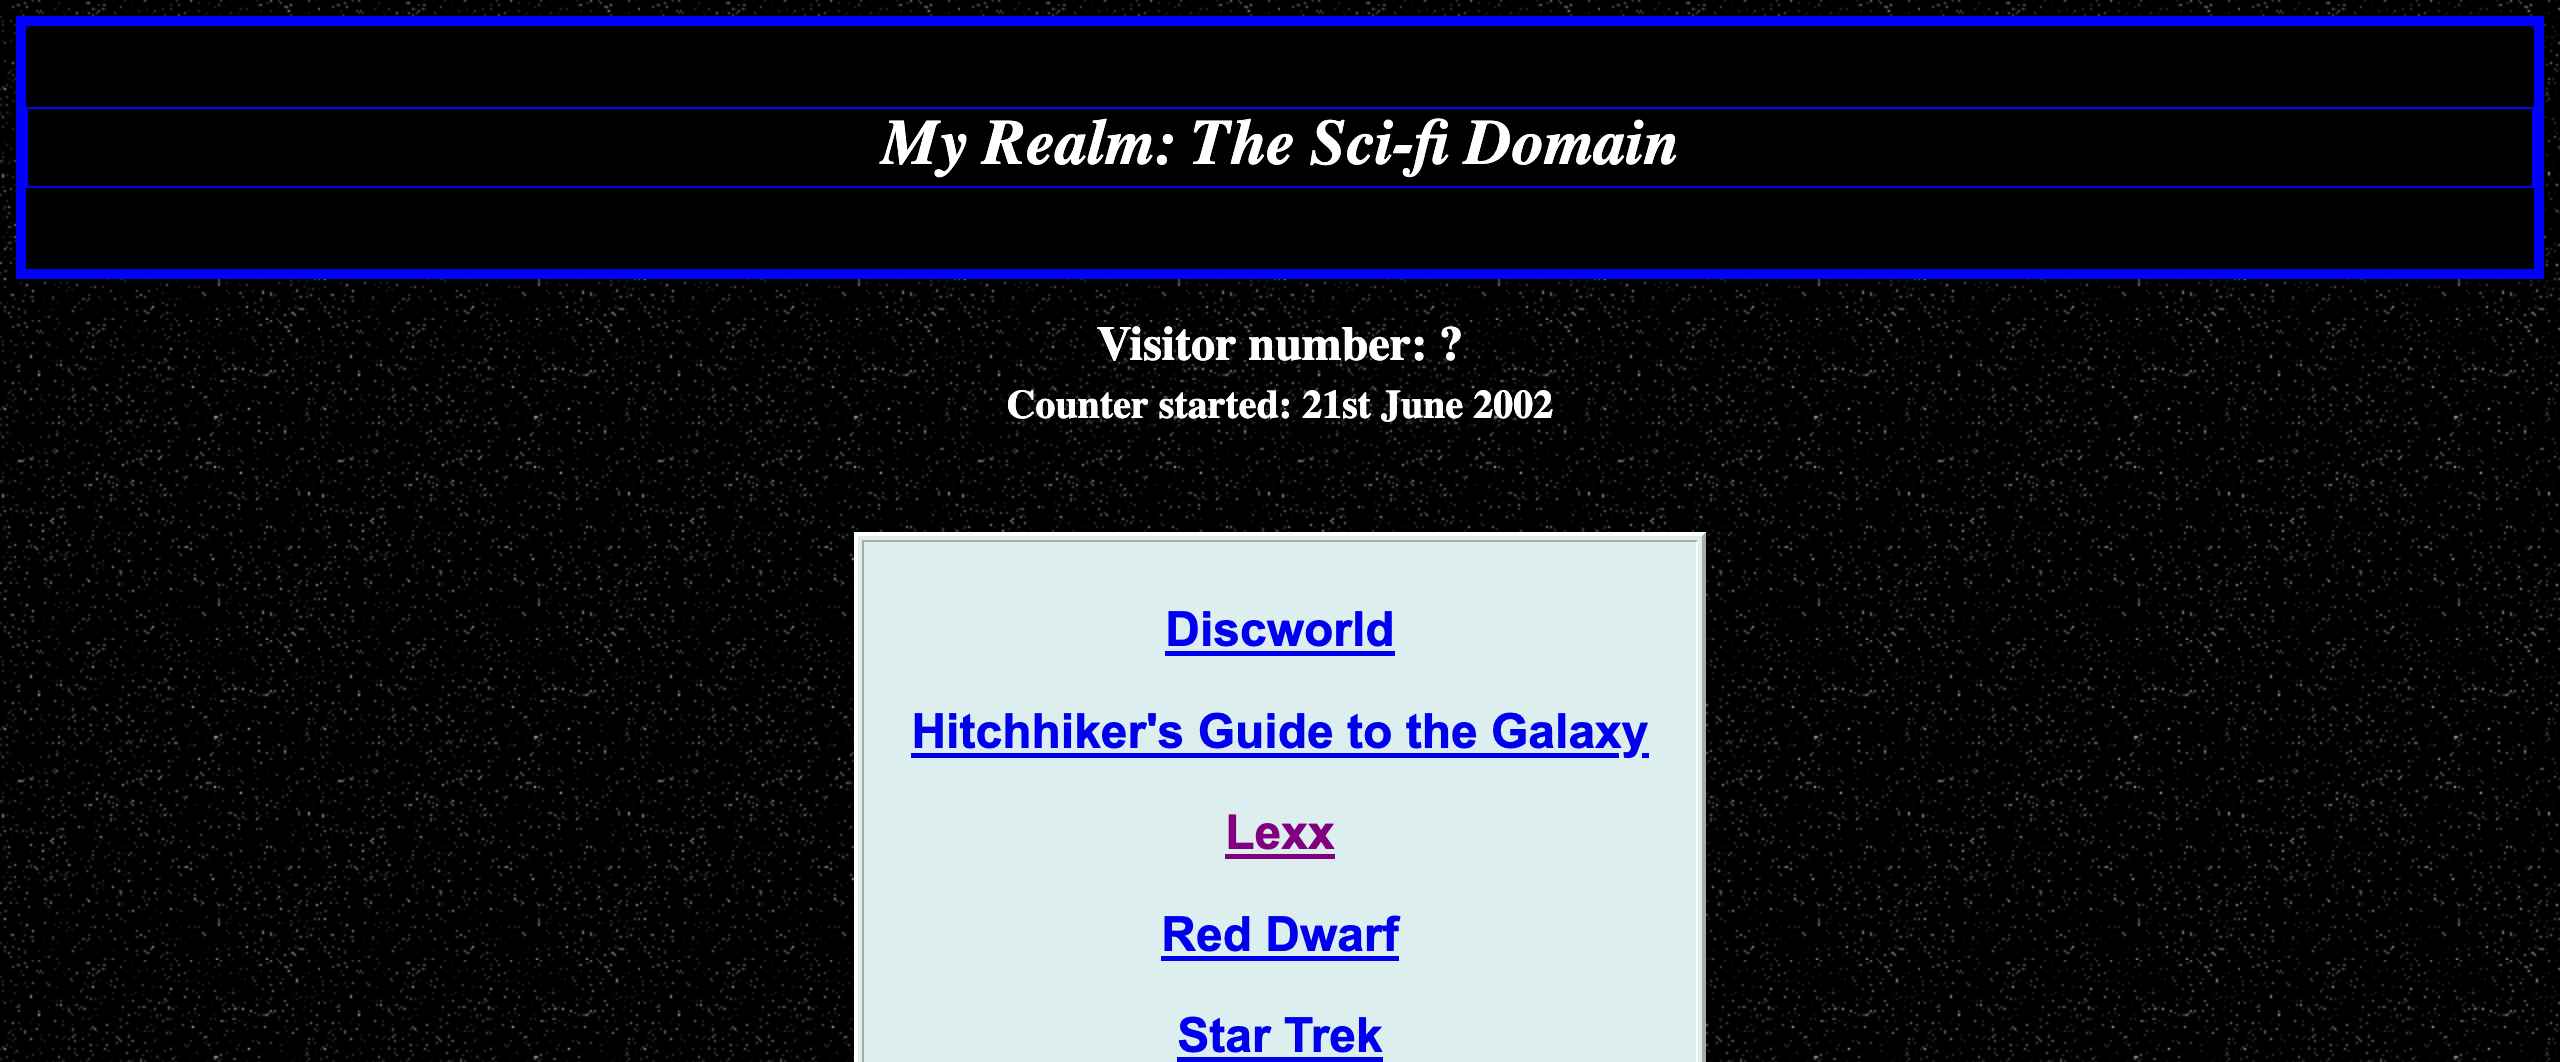 My Realm: The Sci-fi Domain
Visitor number: ?
Counter started: 21st June 2002
Discworld
Hitchhiker's Guide to the Galaxy
Lexx
Red Dwarf
Star Trek